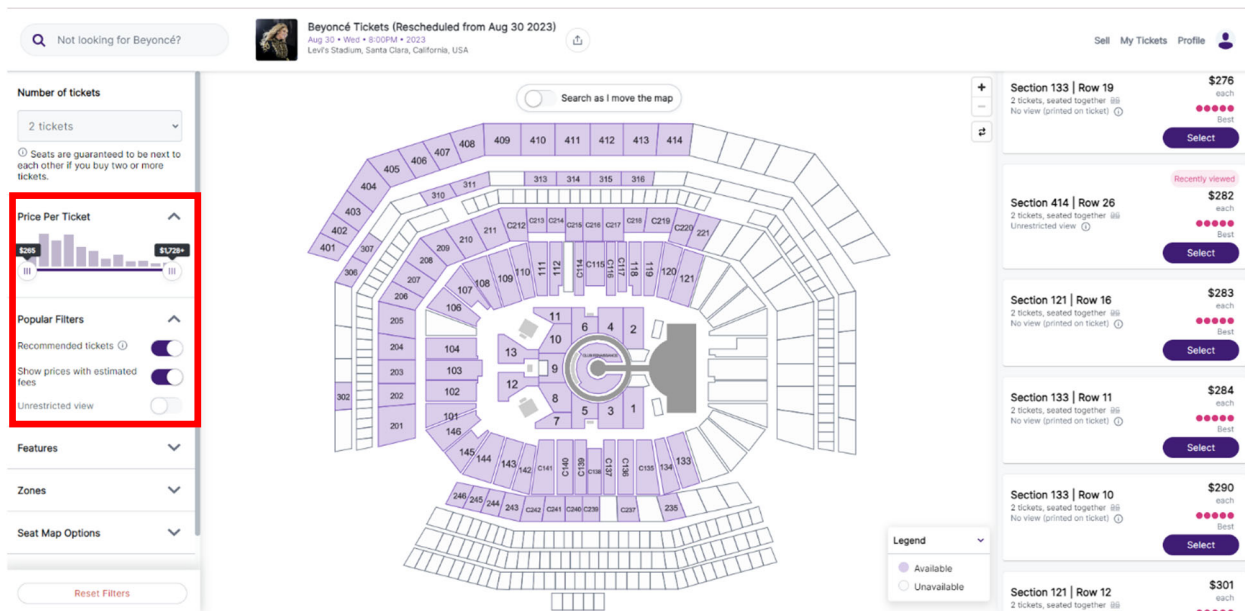 Not looking for Beyoncé?
Beyoncé Tickets (Rescheduled from Aug 30 2023)
Aug 30 • Wed • 8:00PM • 2023
Levi's Stadium, Santa Clara, California, USA
Sell My Tickets Profile
Number of tickets
2 tickets
Seats are guaranteed to be next to
each other if you buy two or more
tickets.
Price Per Ticket
$265 $1,728+
Popular Filters
Recommended tickets
Show prices with estimated
fees
Unrestricted view
Features
Zones
Seat Map Options
Reset Filters
Search as I move the map
408 409 410 411 412 413 414
407
406
405
404
403
402
401
310 311 313 314 315 316
307
306
302
C212 C213 C214 C215 C216 C217 C218 C219 C220 221
211
210
209
208
207
206
205
204
203
202
201
106 107 108 109 110 111 112 C114 C115 C116 C117 118 119 120 121
104
103
102
101
146
145 144 143 142 C141 C140 C139 C138 C137 C136 C135 134 133
11 6 4 2
10
13 9
12 8
7 5 3 1
246 245 244 243 C242 C241 C240 C239 C237 235
Legend
Available
Unavailable
Section 133 | Row 19 $276
2 tickets, seated together each
No view (printed on ticket)
Best
Select
Recently viewed
Section 414 | Row 26 $282
2 tickets, seated together each
Unrestricted view
Best
Select
Section 121 | Row 16 $283
2 tickets, seated together each
No view (printed on ticket)
Best
Select
Section 133 | Row 11 $284
2 tickets, seated together each
No view (printed on ticket)
Best
Select
Section 133 | Row 10 $290
2 tickets, seated together each
No view (printed on ticket)
Best
Select
Section 121 | Row 12 $301
2 tickets, seated together each